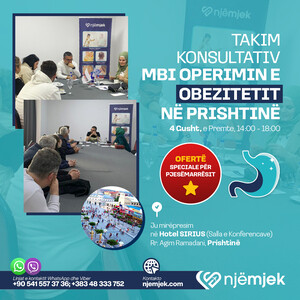 njëmjek
TAKIM
KONSULTATIV
MBI OPERIMIN E
OBEZITETIT
NË PRISHTINË
4 Gusht, e Premte, 14:00 - 18:00
OFERTË
SPECIALE PËR
PJESËMARRËSIT
Ju mirëpresim
në Hotel SIRIUS (Salla e Konferencave)
Rr. Agim Ramadani, Prishtinë
Linjat e kontaktit WhatsApp dhe Viber
+90 541 557 37 36; +383 48 333 752
Kontakto
njemjek.com
njëmjek